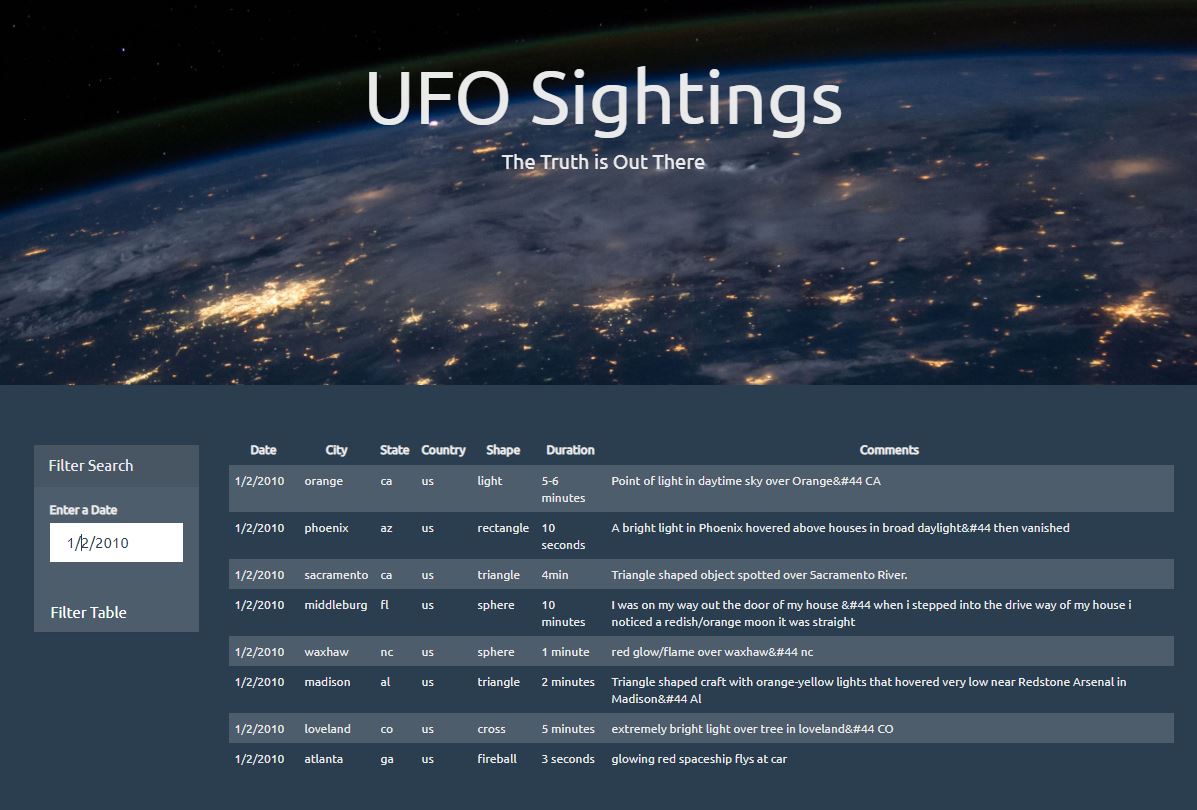 UFO Sightings
The Truth is Out There
Filter Search
Enter a Date
1/2/2010
Filter Table
Date City State Country Shape Duration Comments
1/2/2010 orange ca us light 5-6 minutes Point of light in daytime sky over Orange&#44 CA
1/2/2010 phoenix az us rectangle 10 seconds A bright light in Phoenix hovered above houses in broad daylight&#44 then vanished
1/2/2010 sacramento ca us triangle 4min Triangle shaped object spotted over Sacramento River.
1/2/2010 middleburg fl us sphere 10 minutes I was on my way out the door of my house &#44 when i stepped into the drive way of my house i noticed a redish/orange moon it was straight
1/2/2010 waxhaw nc us sphere 1 minute red glow/flame over waxhaw&#44 nc
1/2/2010 madison al us triangle 2 minutes Triangle shaped craft with orange-yellow lights that hovered very low near Redstone Arsenal in Madison&#44 Al
1/2/2010 loveland co us cross 5 minutes extremely bright light over tree in loveland&#44 CO
1/2/2010 atlanta ga us fireball 3 seconds glowing red spaceship flys at car